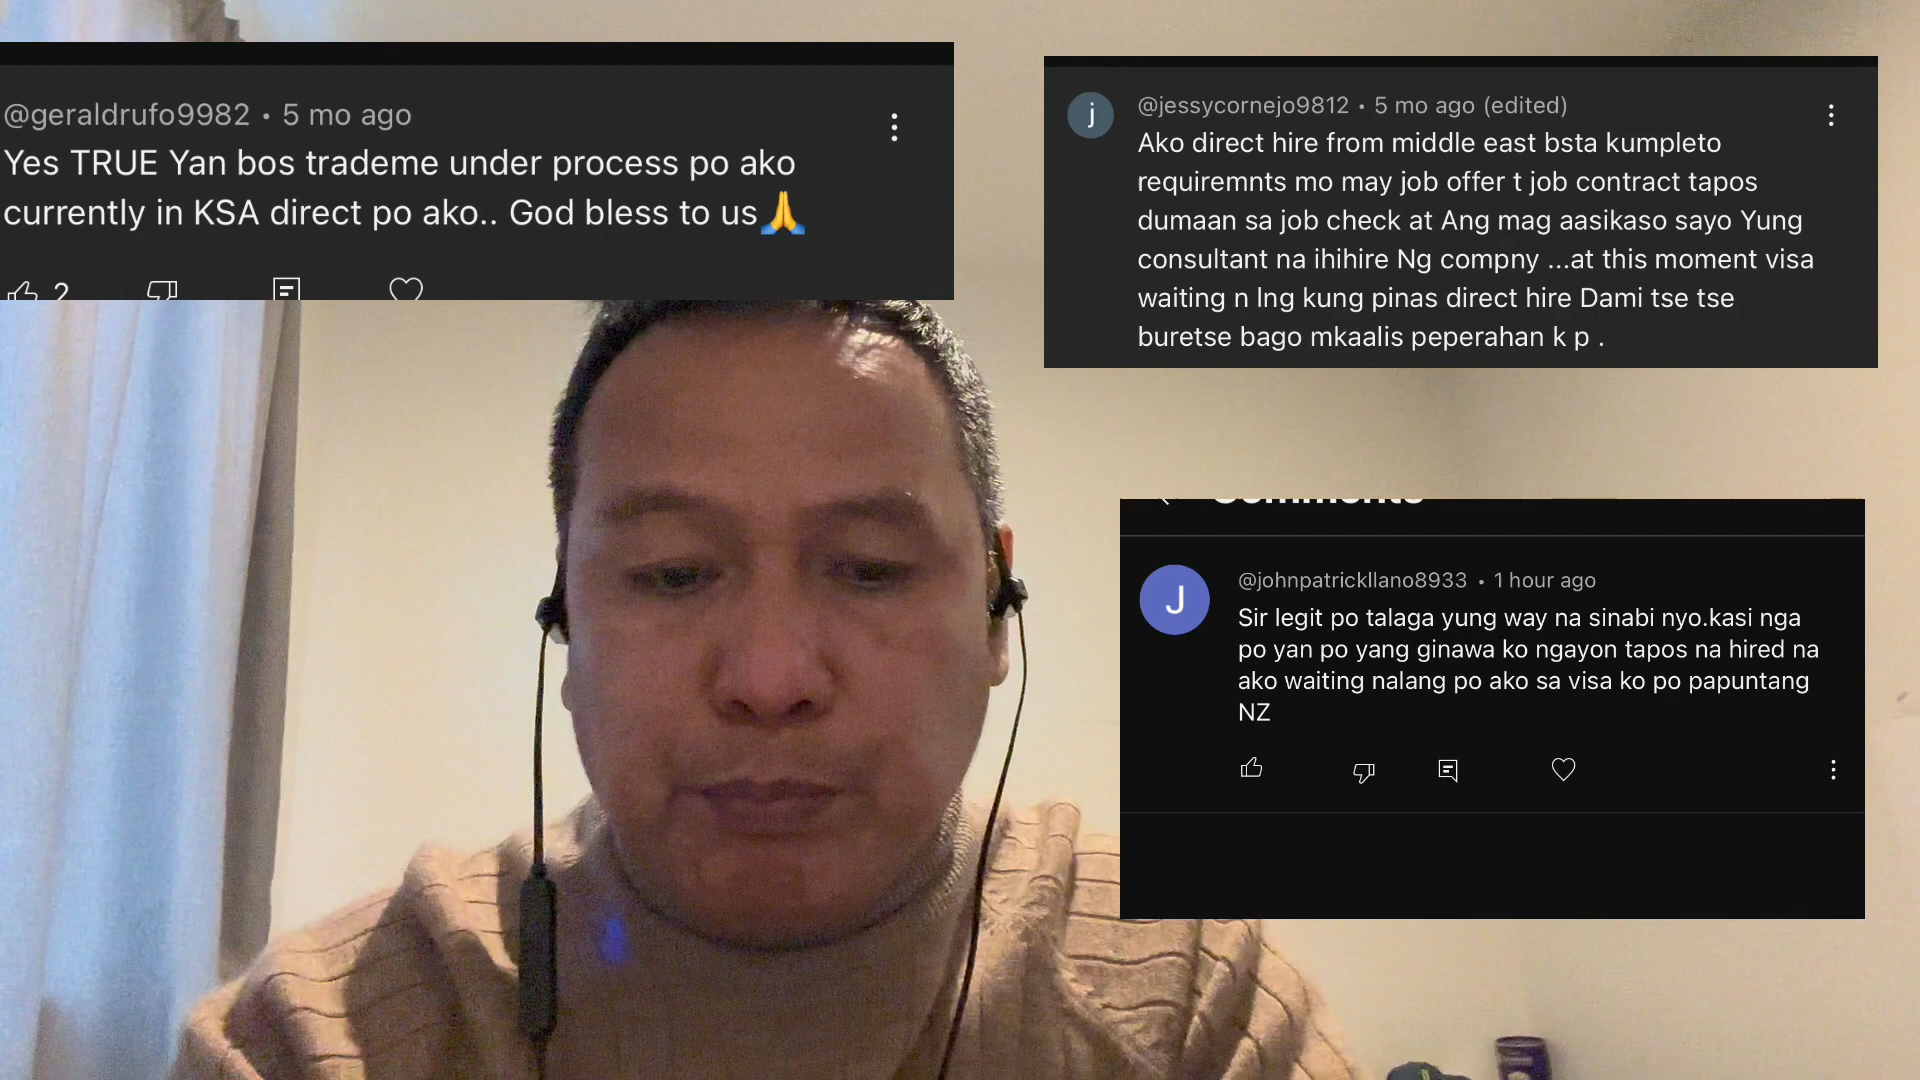 @geraldrufo9982 • 5 mo ago
Yes TRUE Yan bos trademe under process po ako
currently in KSA direct po ako.. God bless to us🙏
2
j
@jessycornejo9812 • 5 mo ago (edited)
Ako direct hire from middle east bsta kumpleto
requiremnts mo may job offer t job contract tapos
dumaan sa job check at Ang mag aasikaso sayo Yung
consultant na ihihire Ng compny ...at this moment visa
waiting n lng kung pinas direct hire Dami tse tse
buretse bago mkaalis peperahan k p .
Comments
J
@johnpatrickllano8933 • 1 hour ago
Sir legit po talaga yung way na sinabi nyo.kasi nga
po yan po yang ginawa ko ngayon tapos na hired na
ako waiting nalang po ako sa visa ko po papuntang
NZ